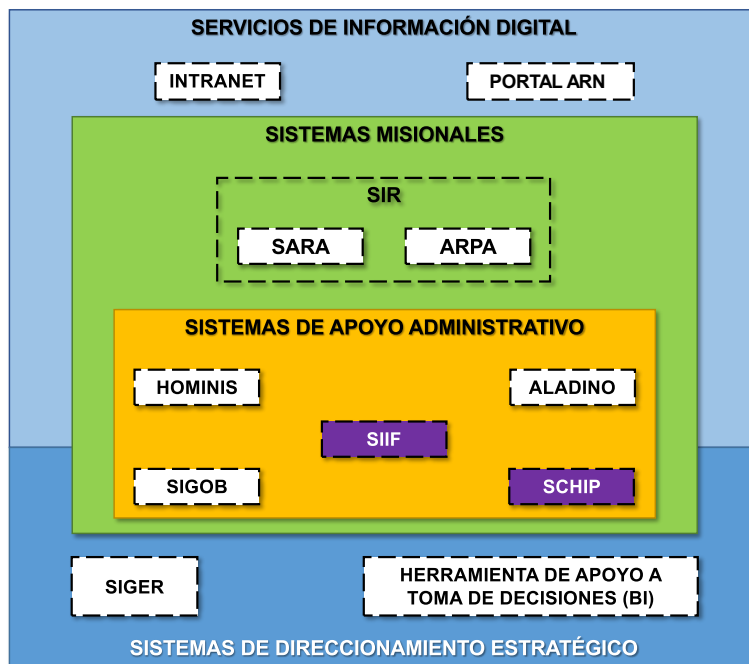 SERVICIOS DE INFORMACIÓN DIGITAL
INTRANET
PORTAL ARN
SISTEMAS MISIONALES
SIR
SARA
ARPA
SISTEMAS DE APOYO ADMINISTRATIVO
HOMINIS
ALADINO
SIIF
SIGOB
SCHIP
SIGER
HERRAMIENTA DE APOYO A
TOMA DE DECISIONES (BI)
SISTEMAS DE DIRECCIONAMIENTO ESTRATÉGICO